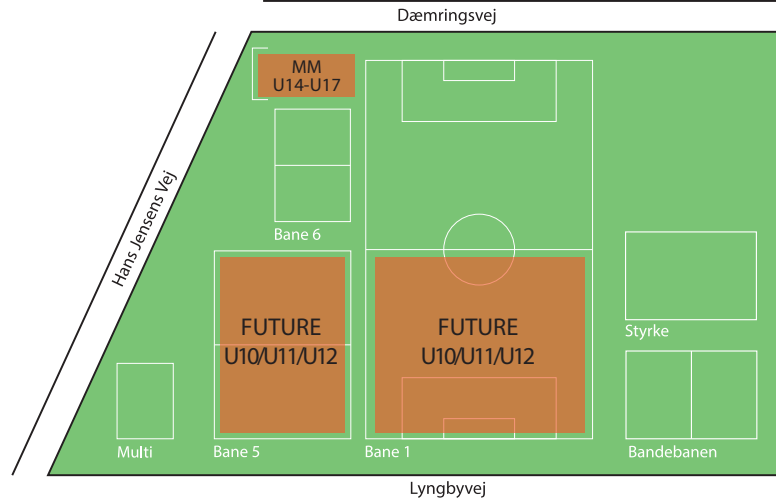 Dæmringsvej
MM
U14-U17
Hans Jensens Vej
Bane 6
FUTURE
U10/U11/U12
FUTURE
U10/U11/U12
Styrke
Multi
Bane 5
Bane 1
Bandebanen
Lyngbyvej